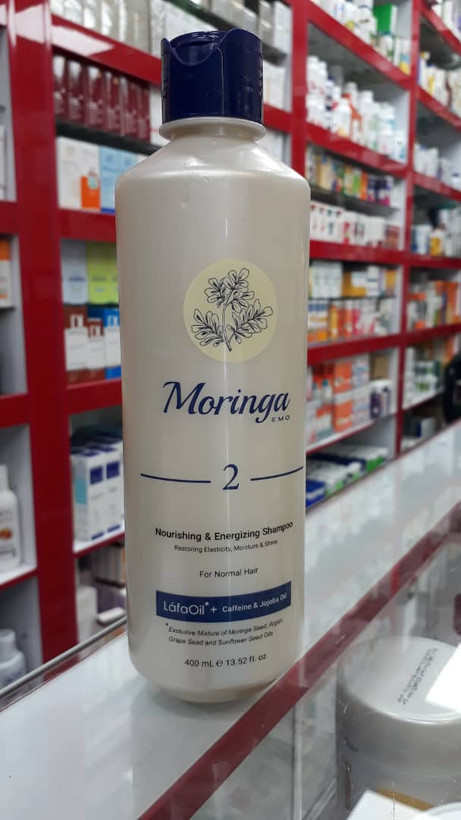 Moringa
EMO
2
Nourishing & Energizing Shampoo
Restoring Elasticity, Moisture & Shine
For Normal Hair
LáfaOil* + Caffeine & Jojoba Oil
*Exclusive Mixture of Moringa Seed, Argan,
Grape Seed and Sunflower Seed Oils
400 mL ℮ 13.52 fl. oz.